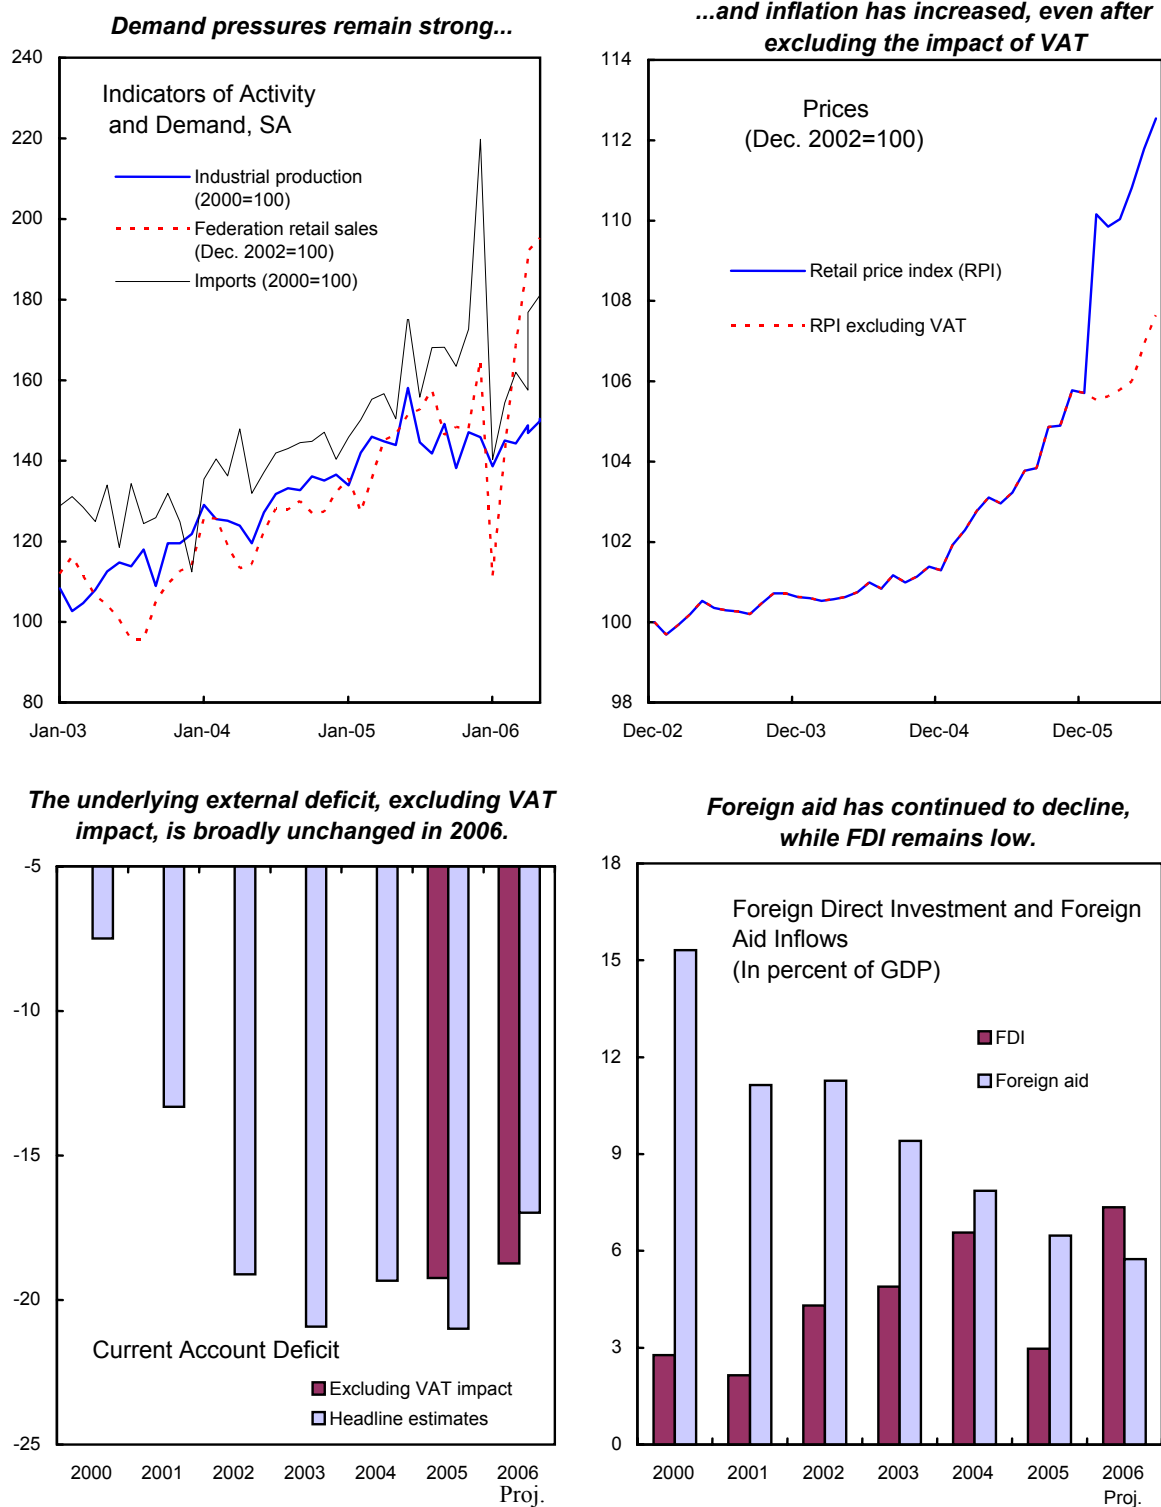 Demand pressures remain strong...
240
220
200
180
160
140
120
100
80
Indicators of Activity
and Demand, SA
Industrial production
(2000=100)
Federation retail sales
(Dec. 2002=100)
Imports (2000=100)
Jan-03
Jan-04
Jan-05
Jan-06
...and inflation has increased, even after
excluding the impact of VAT
114
112
110
108
106
104
102
100
98
Prices
(Dec. 2002=100)
Retail price index (RPI)
RPI excluding VAT
Dec-02
Dec-03
Dec-04
Dec-05
The underlying external deficit, excluding VAT
impact, is broadly unchanged in 2006.
-5
-10
-15
-20
-25
Current Account Deficit
Excluding VAT impact
Headline estimates
2000
2001
2002
2003
2004
2005
2006
Proj.
Foreign aid has continued to decline,
while FDI remains low.
18
15
12
9
6
3
0
Foreign Direct Investment and Foreign
Aid Inflows
(In percent of GDP)
FDI
Foreign aid
2000
2001
2002
2003
2004
2005
2006
Proj.